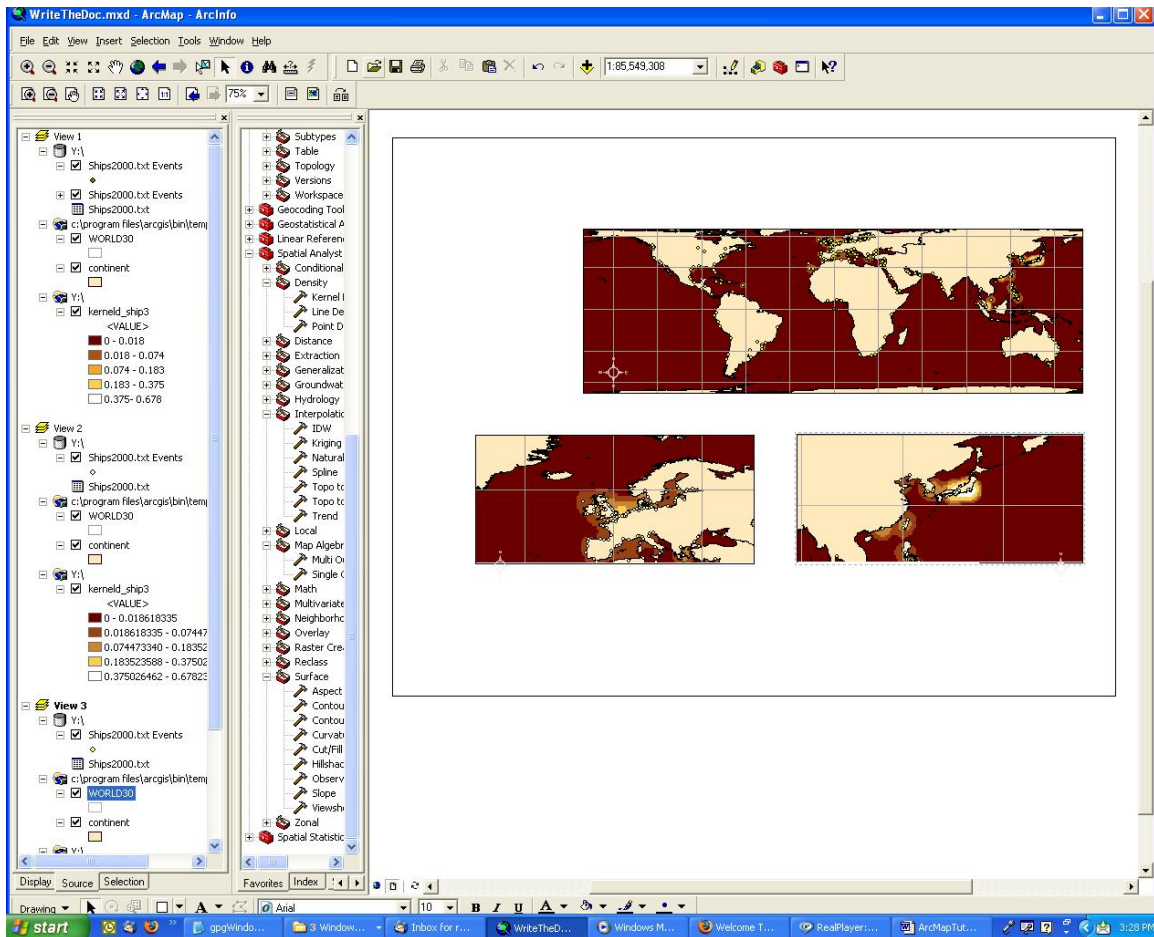 WriteTheDoc.mxd - ArcMap - ArcInfo
File Edit View Insert Selection Tools Window Help
1:85,549,308
75%
View 1
Y:\
Ships2000.txt Events
Ships2000.txt Events
Ships2000.txt
c:\program files\arcgis\bin\temp
WORLD30
continent
Y:\
kerneld_ship3
<VALUE>
0 - 0.018
0.018 - 0.074
0.074 - 0.183
0.183 - 0.375
0.375- 0.678
View 2
Y:\
Ships2000.txt Events
Ships2000.txt
c:\program files\arcgis\bin\temp
WORLD30
continent
Y:\
kerneld_ship3
<VALUE>
0 - 0.018618335
0.018618335 - 0.07447
0.074473340 - 0.18352
0.183523588 - 0.37502
0.375026462 - 0.67823
View 3
Y:\
Ships2000.txt Events
Ships2000.txt
c:\program files\arcgis\bin\temp
WORLD30
continent
Y:\
Display Source Selection
Subtypes
Table
Topology
Versions
Workspace
Geocoding Tool
Geostatistical A
Linear Referen
Spatial Analyst
Conditional
Density
Kernel
Line De
Point D
Distance
Extraction
Generalizat
Groundwat
Hydrology
Interpolatic
IDW
Kriging
Natural
Spline
Topo to
Topo to
Trend
Local
Map Algebr
Multi O
Single
Math
Multivariate
Neighborhc
Overlay
Raster Cre
Reclass
Surface
Aspect
Contou
Contou
Curvat
Cut/Fill
Hillshac
Observ
Slope
Viewsh
Zonal
Spatial Statistic
Favorites Index
Drawing A Arial 10 B I U A
start gpgWindo... 3 Window... Inbox for r... WriteTheD... Windows M... Welcome T... RealPlayer:... ArcMapTut... 3:28 PM